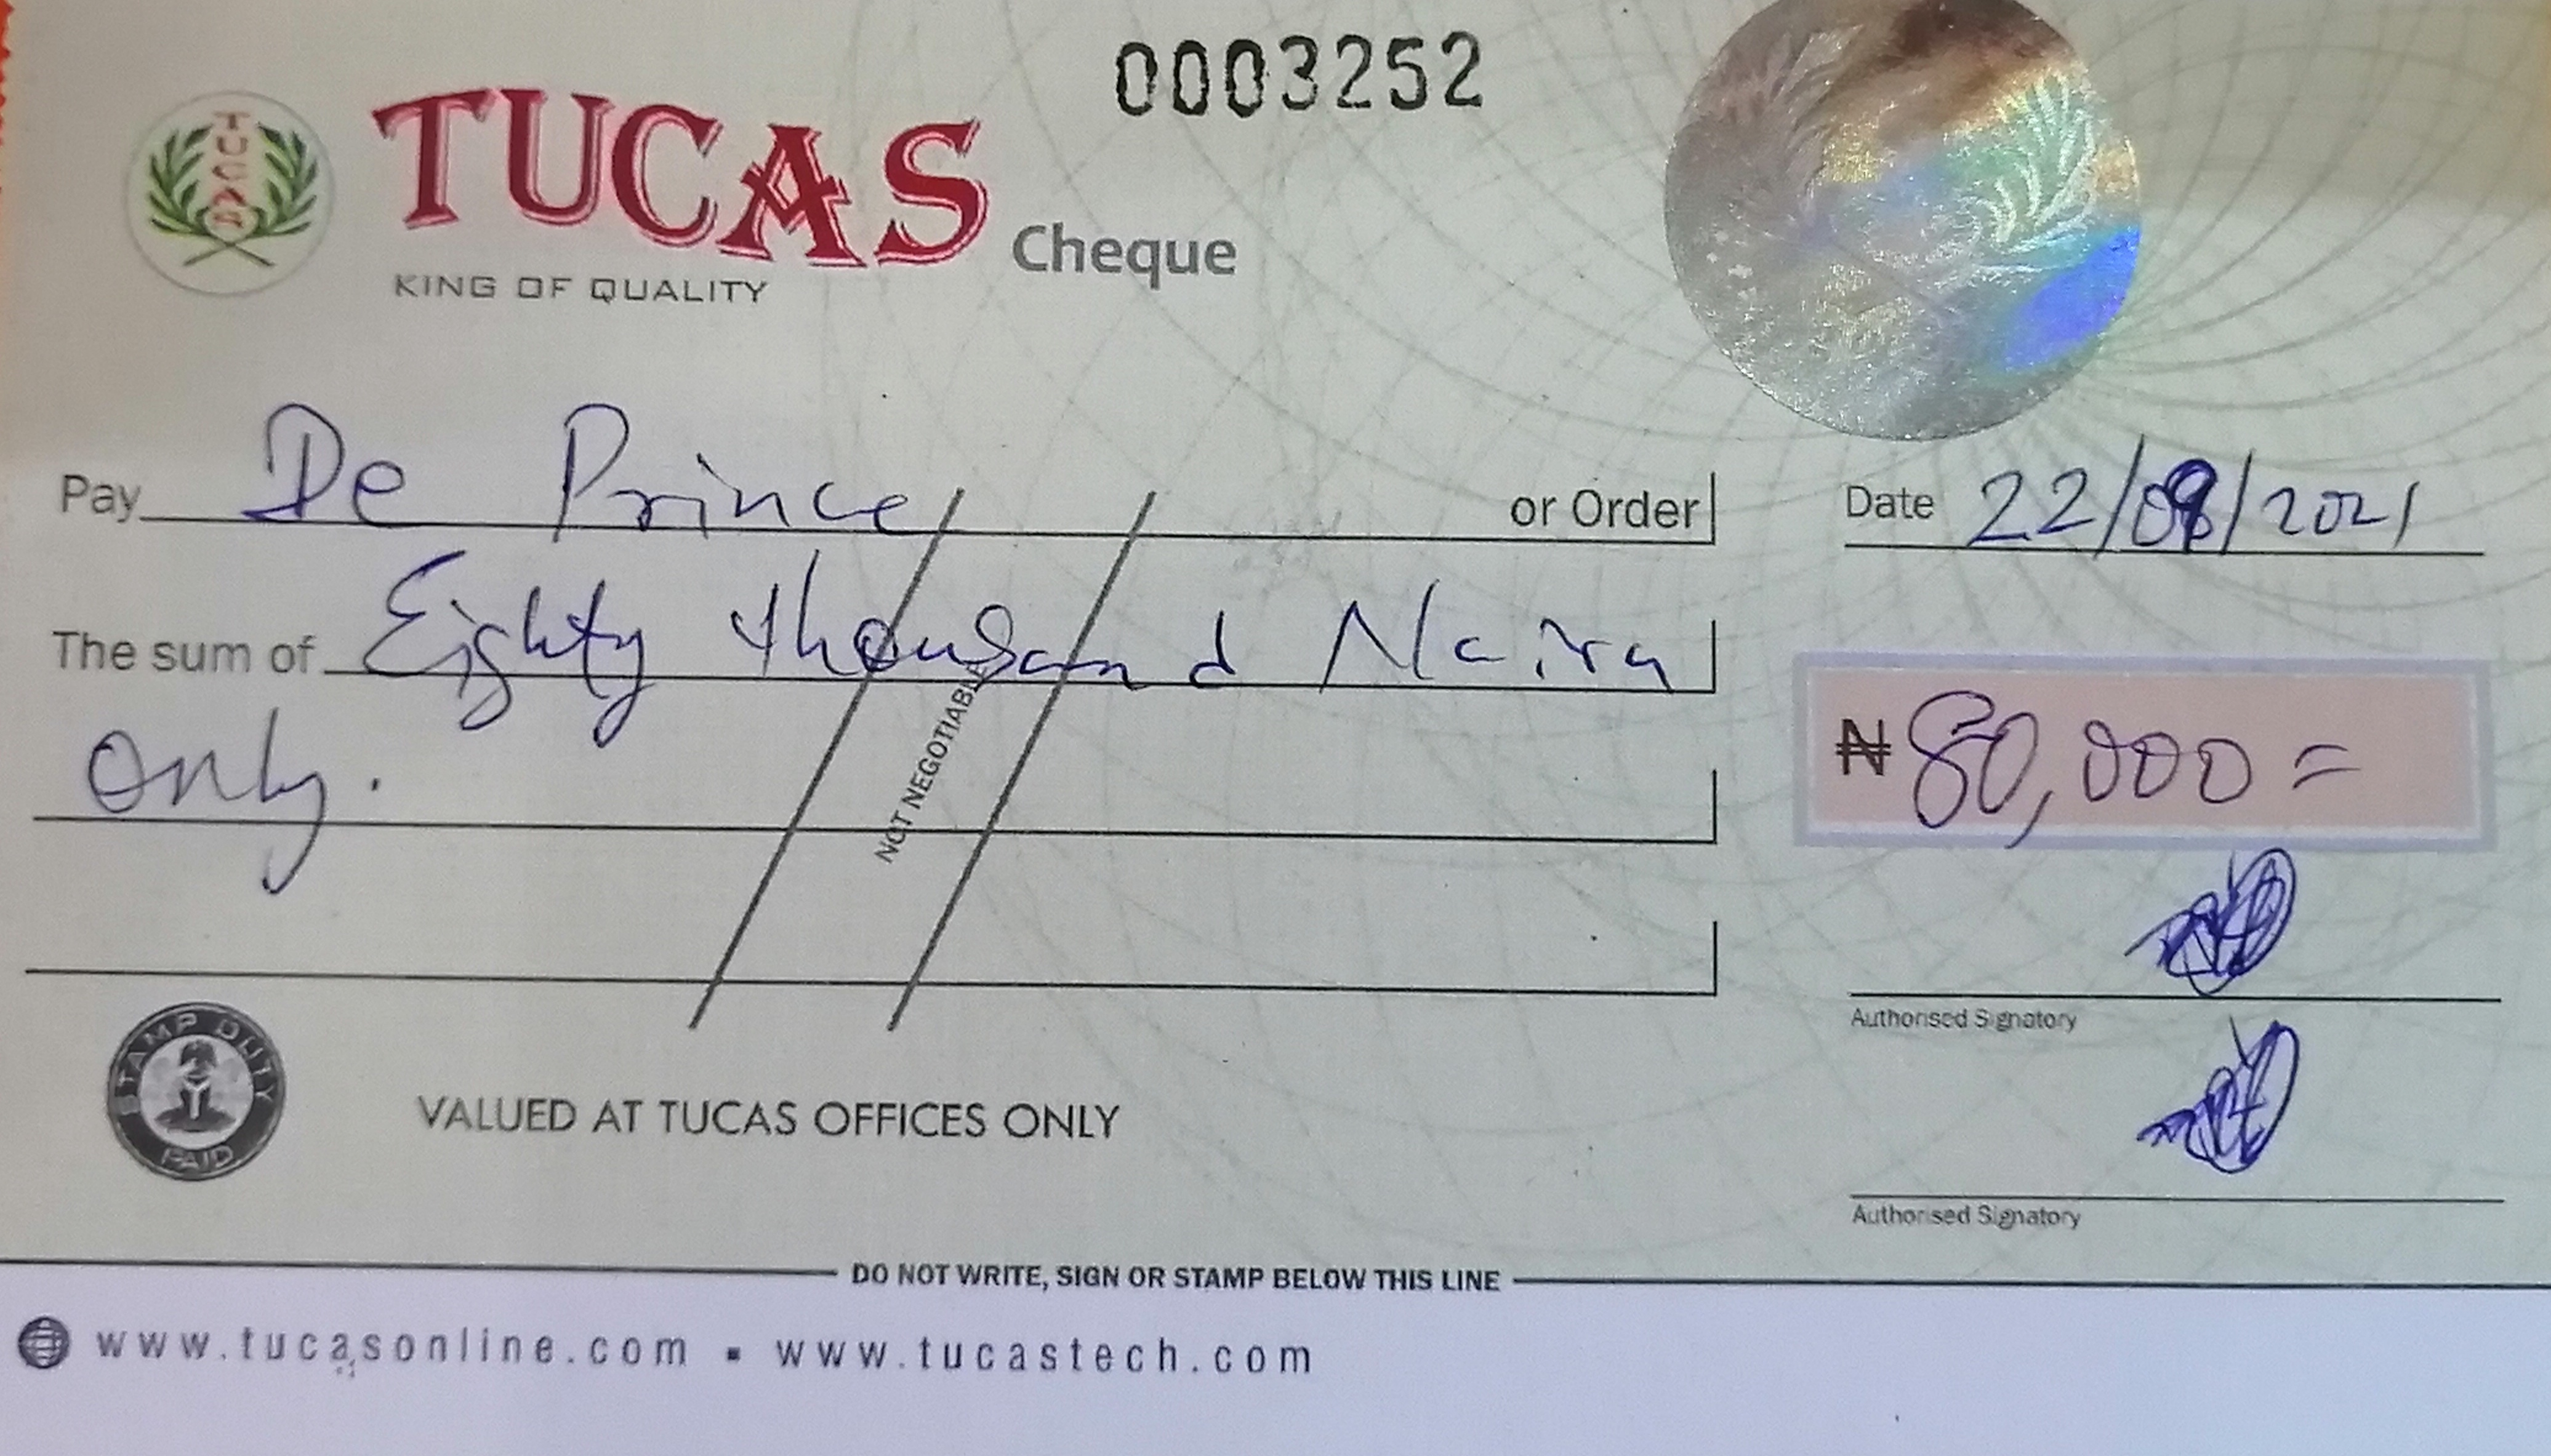 0003252
TUCAS
TUCAS Cheque
KING OF QUALITY
Pay De Prince or Order
Date 22/09/2021
The sum of Eighty thousand Naira
only.
NOT NEGOTIABLE
₦80,000=
Authorised Signatory
Authorised Signatory
STAMP DUTY
PAID
VALUED AT TUCAS OFFICES ONLY
DO NOT WRITE, SIGN OR STAMP BELOW THIS LINE
www.tucasonline.com ▪ www.tucastech.com